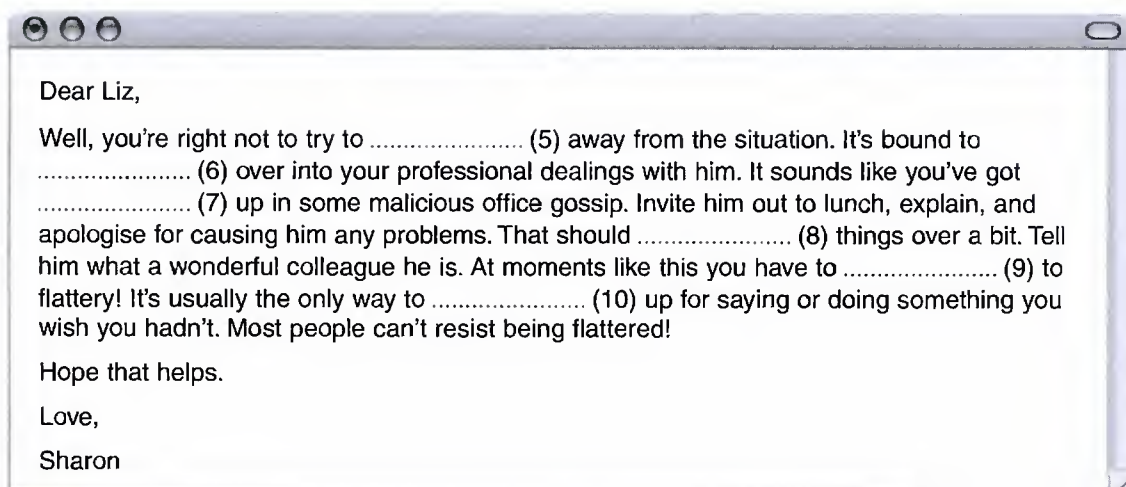 Dear Liz,
Well, you're right not to try to ...................... (5) away from the situation. It's bound to
...................... (6) over into your professional dealings with him. It sounds like you've got
...................... (7) up in some malicious office gossip. Invite him out to lunch, explain, and
apologise for causing him any problems. That should ...................... (8) things over a bit. Tell
him what a wonderful colleague he is. At moments like this you have to ...................... (9) to
flattery! It's usually the only way to ...................... (10) up for saying or doing something you
wish you hadn't. Most people can't resist being flattered!
Hope that helps.
Love,
Sharon